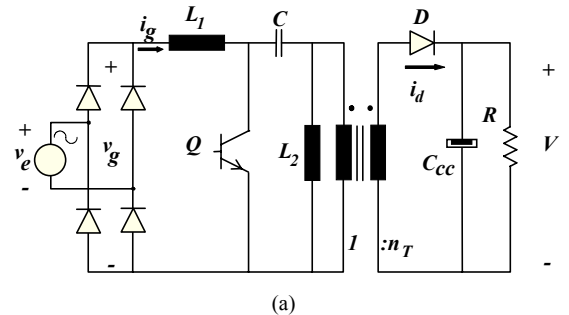 i_g
L_1
C
D
+
v_e
-
+
v_g
-
Q
L_2
1
:n_T
i_d
C_cc
R
+
V
-
(a)